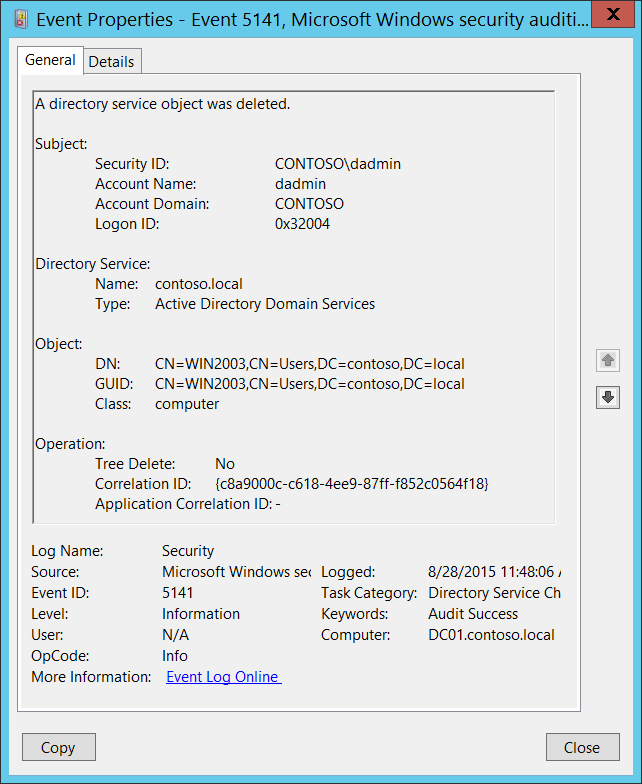 Event Properties - Event 5141, Microsoft Windows security auditi...
General Details
A directory service object was deleted.
Subject:
Security ID: CONTOSO\dadmin
Account Name: dadmin
Account Domain: CONTOSO
Logon ID: 0x32004
Directory Service:
Name: contoso.local
Type: Active Directory Domain Services
Object:
DN: CN=WIN2003,CN=Users,DC=contoso,DC=local
GUID: CN=WIN2003,CN=Users,DC=contoso,DC=local
Class: computer
Operation:
Tree Delete: No
Correlation ID: {c8a9000c-c618-4ee9-87ff-f852c0564f18}
Application Correlation ID: -
Log Name: Security
Source: Microsoft Windows sec Logged: 8/28/2015 11:48:06 A
Event ID: 5141 Task Category: Directory Service Ch
Level: Information Keywords: Audit Success
User: N/A Computer: DC01.contoso.local
OpCode: Info
More Information: Event Log Online
Copy Close